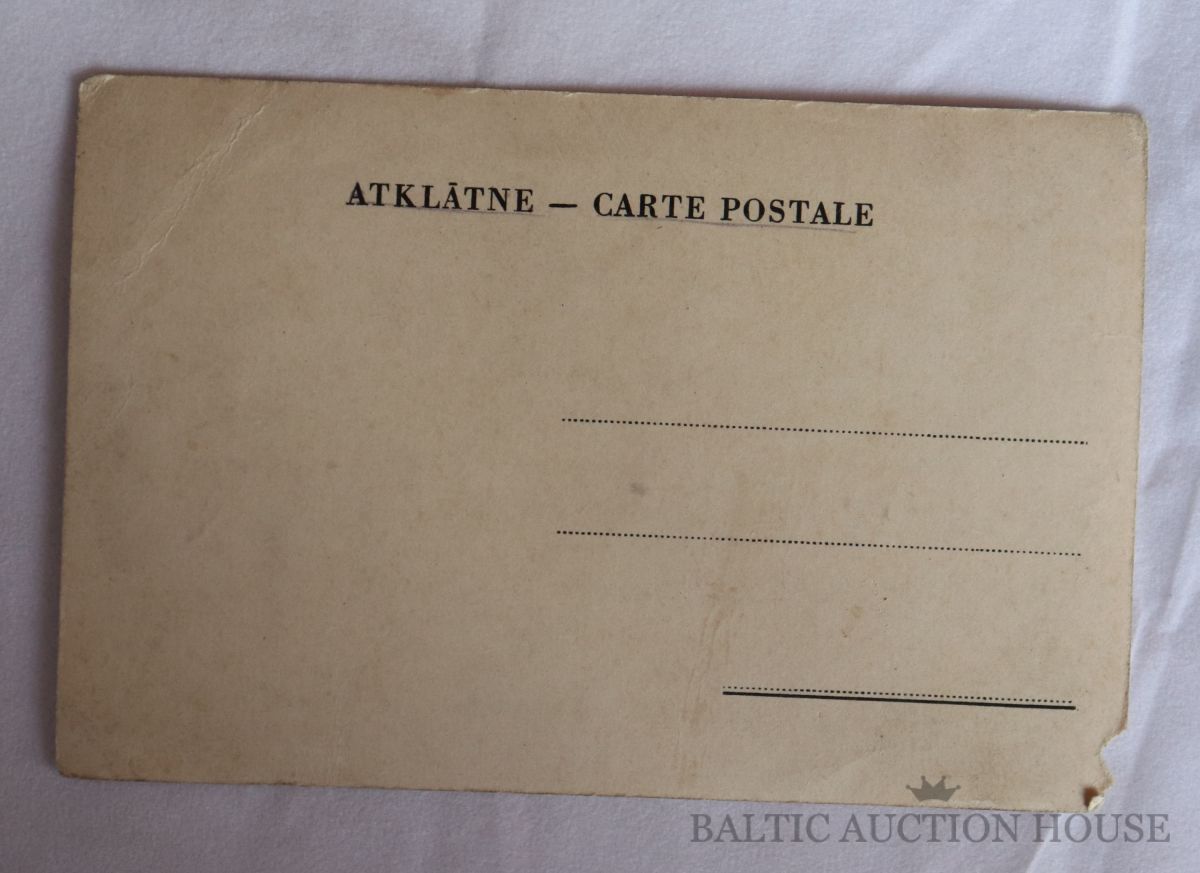 ATKLĀTNE — CARTE POSTALE
BALTIC AUCTION HOUSE